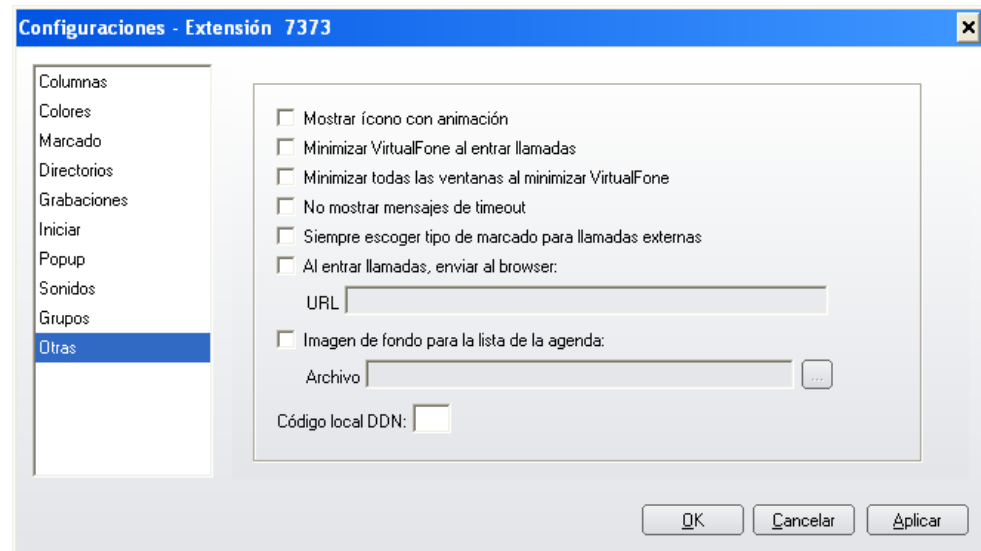 Configuraciones - Extensión 7373
Columnas
Colores
Marcado
Directorios
Grabaciones
Iniciar
Popup
Sonidos
Grupos
Otras
Mostrar ícono con animación
Minimizar VirtualFone al entrar llamadas
Minimizar todas las ventanas al minimizar VirtualFone
No mostrar mensajes de timeout
Siempre escoger tipo de marcado para llamadas externas
Al entrar llamadas, enviar al browser:
URL
Imagen de fondo para la lista de la agenda:
Archivo ...
Código local DDN:
OK Cancelar Aplicar